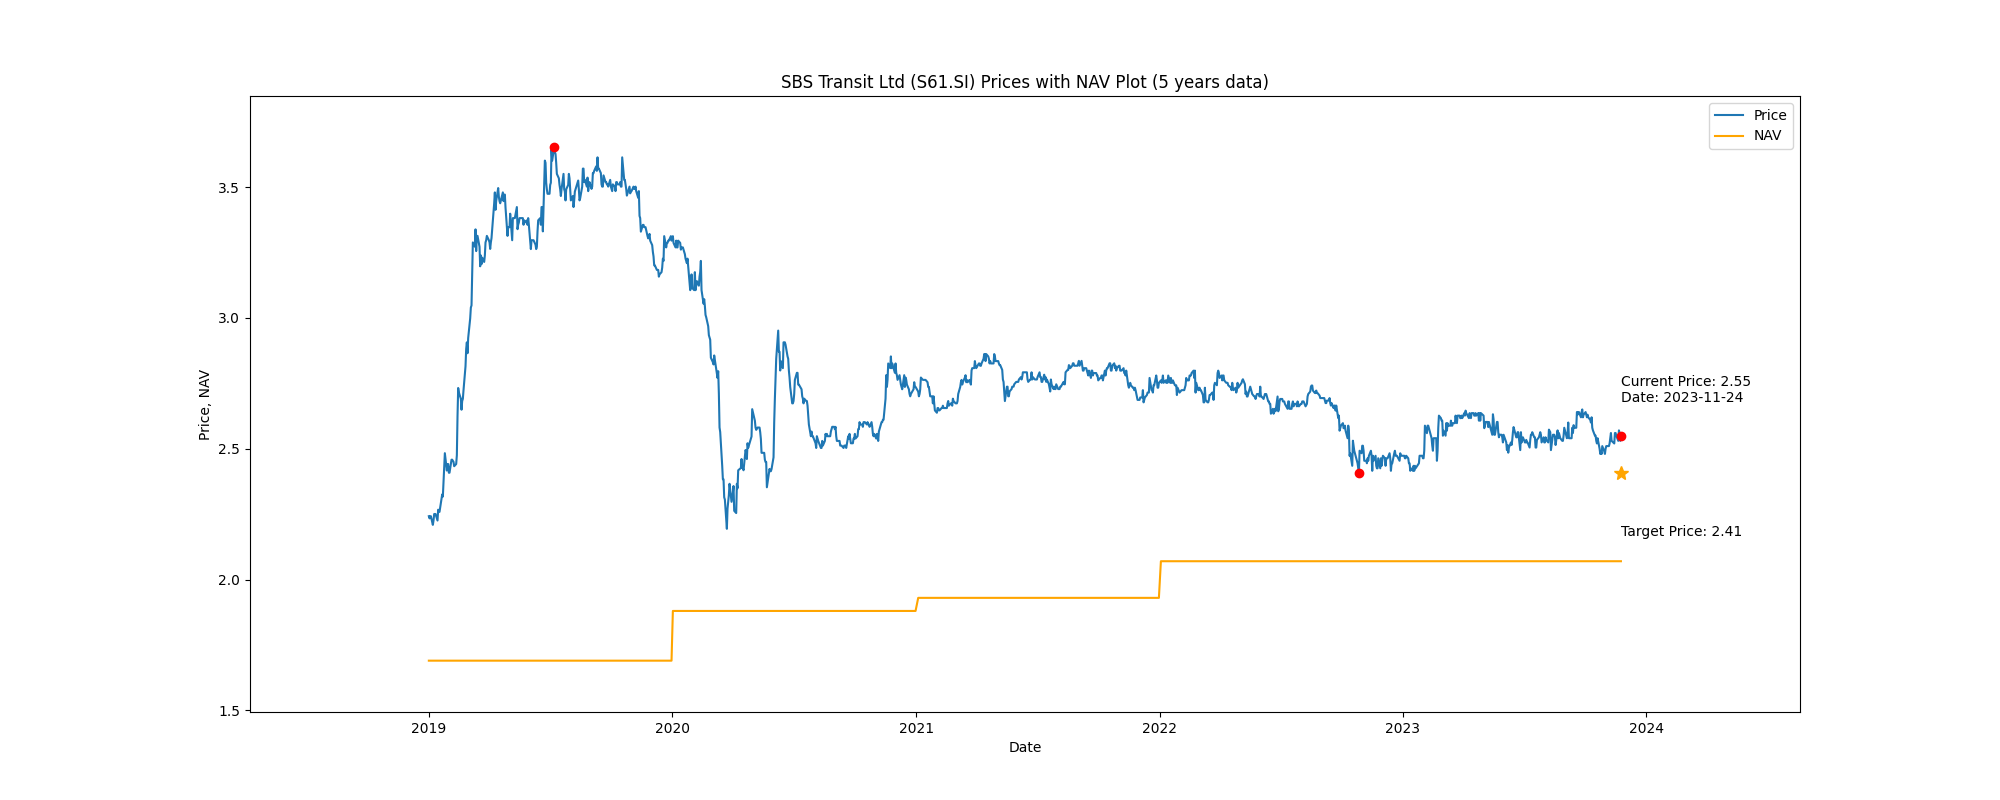 SBS Transit Ltd (S61.SI) Prices with NAV Plot (5 years data)
Price
NAV
3.5
3.0
2.5
2.0
1.5
Price, NAV
Current Price: 2.55
Date: 2023-11-24
Target Price: 2.41
2019
2020
2021
2022
2023
2024
Date